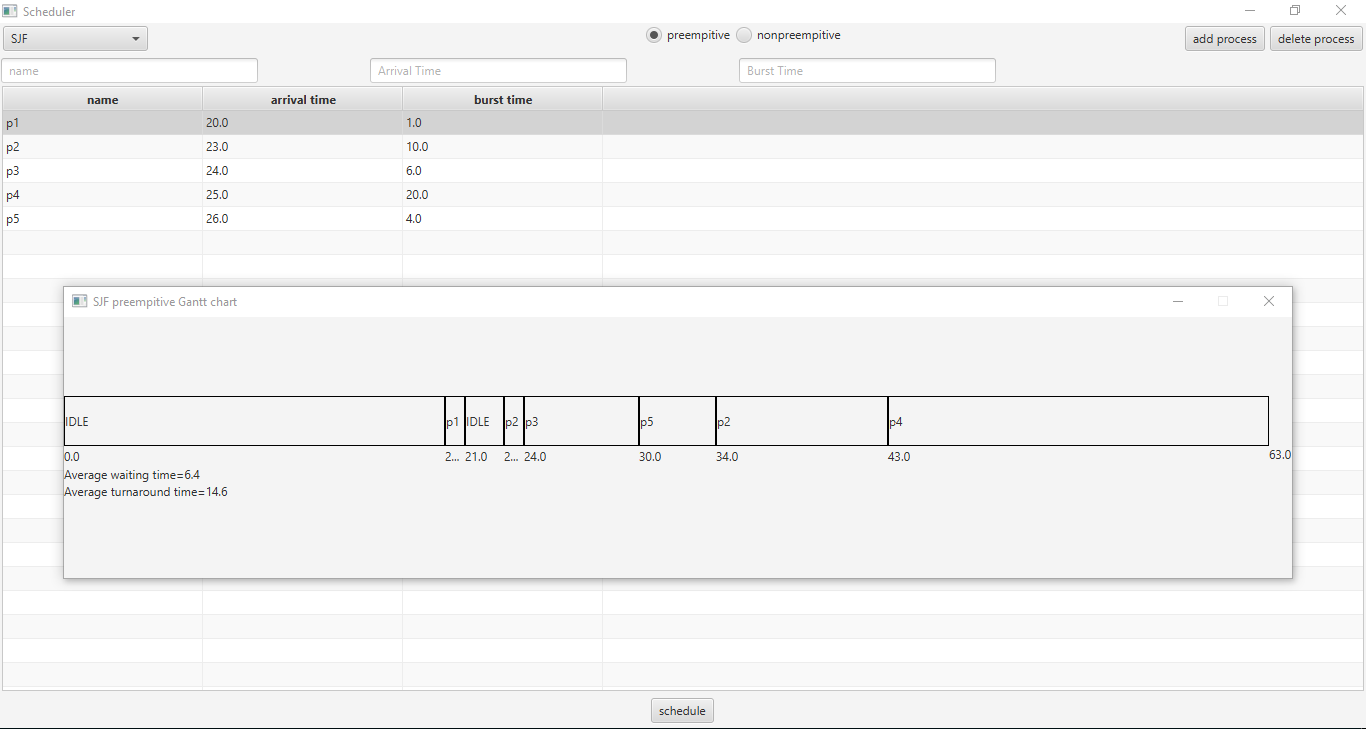 Scheduler
SJF preempitive nonpreempitive add process delete process
name Arrival Time Burst Time
name arrival time burst time
p1 20.0 1.0
p2 23.0 10.0
p3 24.0 6.0
p4 25.0 20.0
p5 26.0 4.0
SJF preempitive Gantt chart
IDLE p1 IDLE p2 p3 p5 p2 p4
0.0 2... 21.0 2... 24.0 30.0 34.0 43.0 63.0
Average waiting time=6.4
Average turnaround time=14.6
schedule